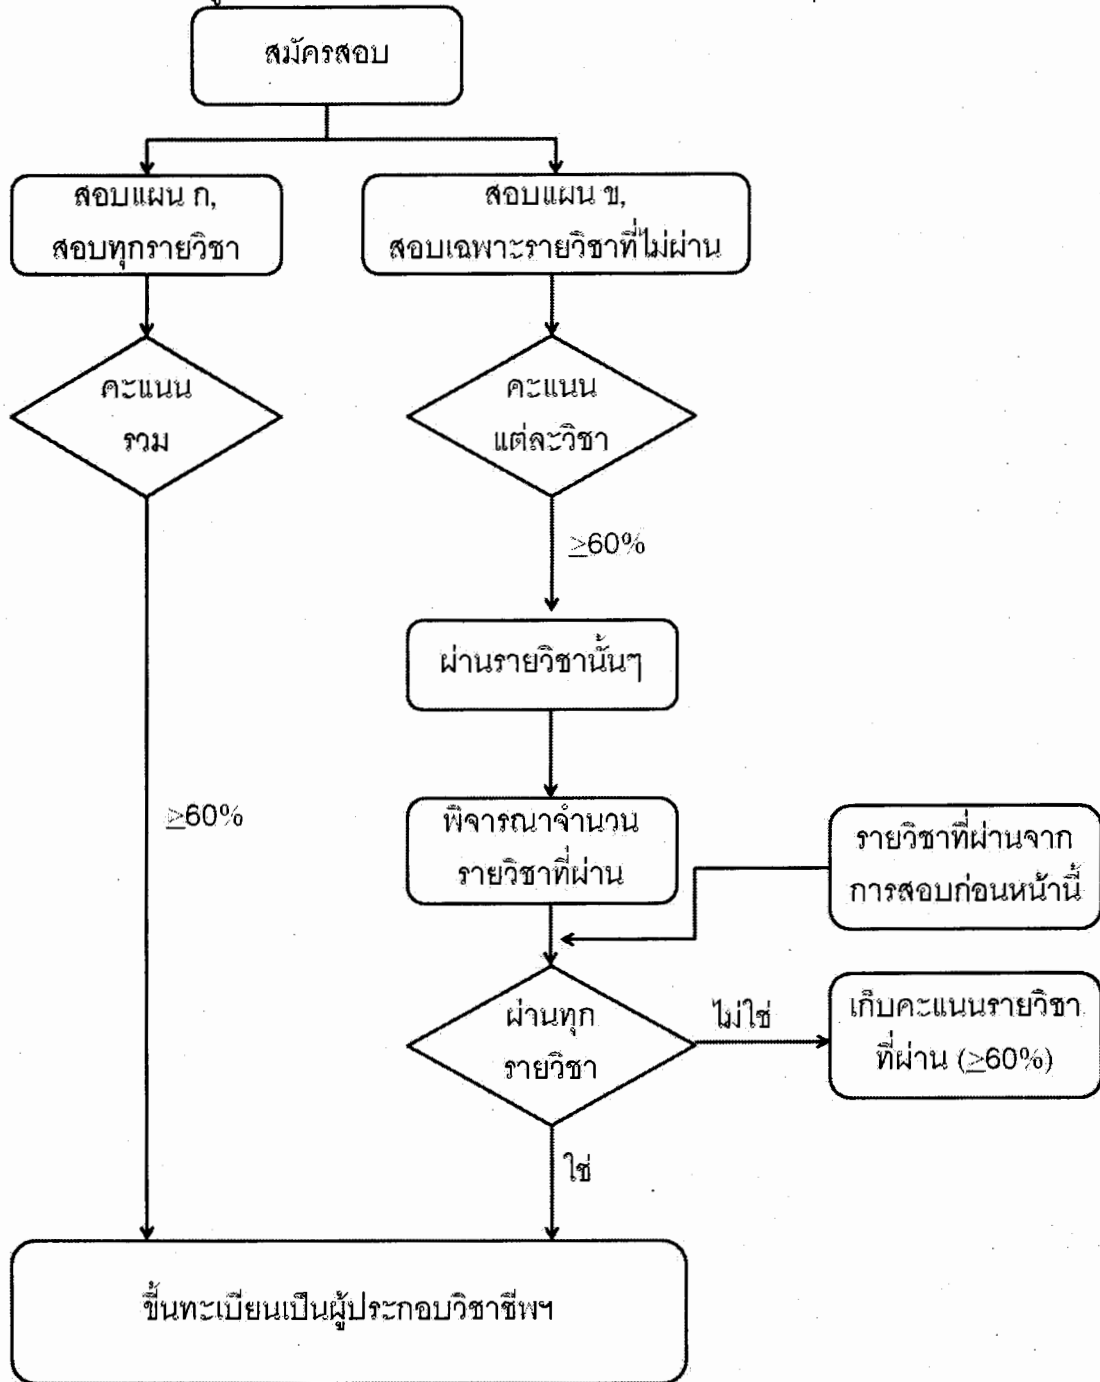 สมัครสอบ
สอบแผน ก,
สอบทุกรายวิชา
สอบแผน ข,
สอบเฉพาะรายวิชาที่ไม่ผ่าน
คะแนน
รวม
คะแนน
แต่ละวิชา
≥60%
ผ่านรายวิชานั้นๆ
≥60%
พิจารณาจำนวน
รายวิชาที่ผ่าน
รายวิชาที่ผ่านจาก
การสอบก่อนหน้านี้
ผ่านทุก
รายวิชา
ไม่ใช่
เก็บคะแนนรายวิชา
ที่ผ่าน (≥60%)
ใช่
ขึ้นทะเบียนเป็นผู้ประกอบวิชาชีพฯ